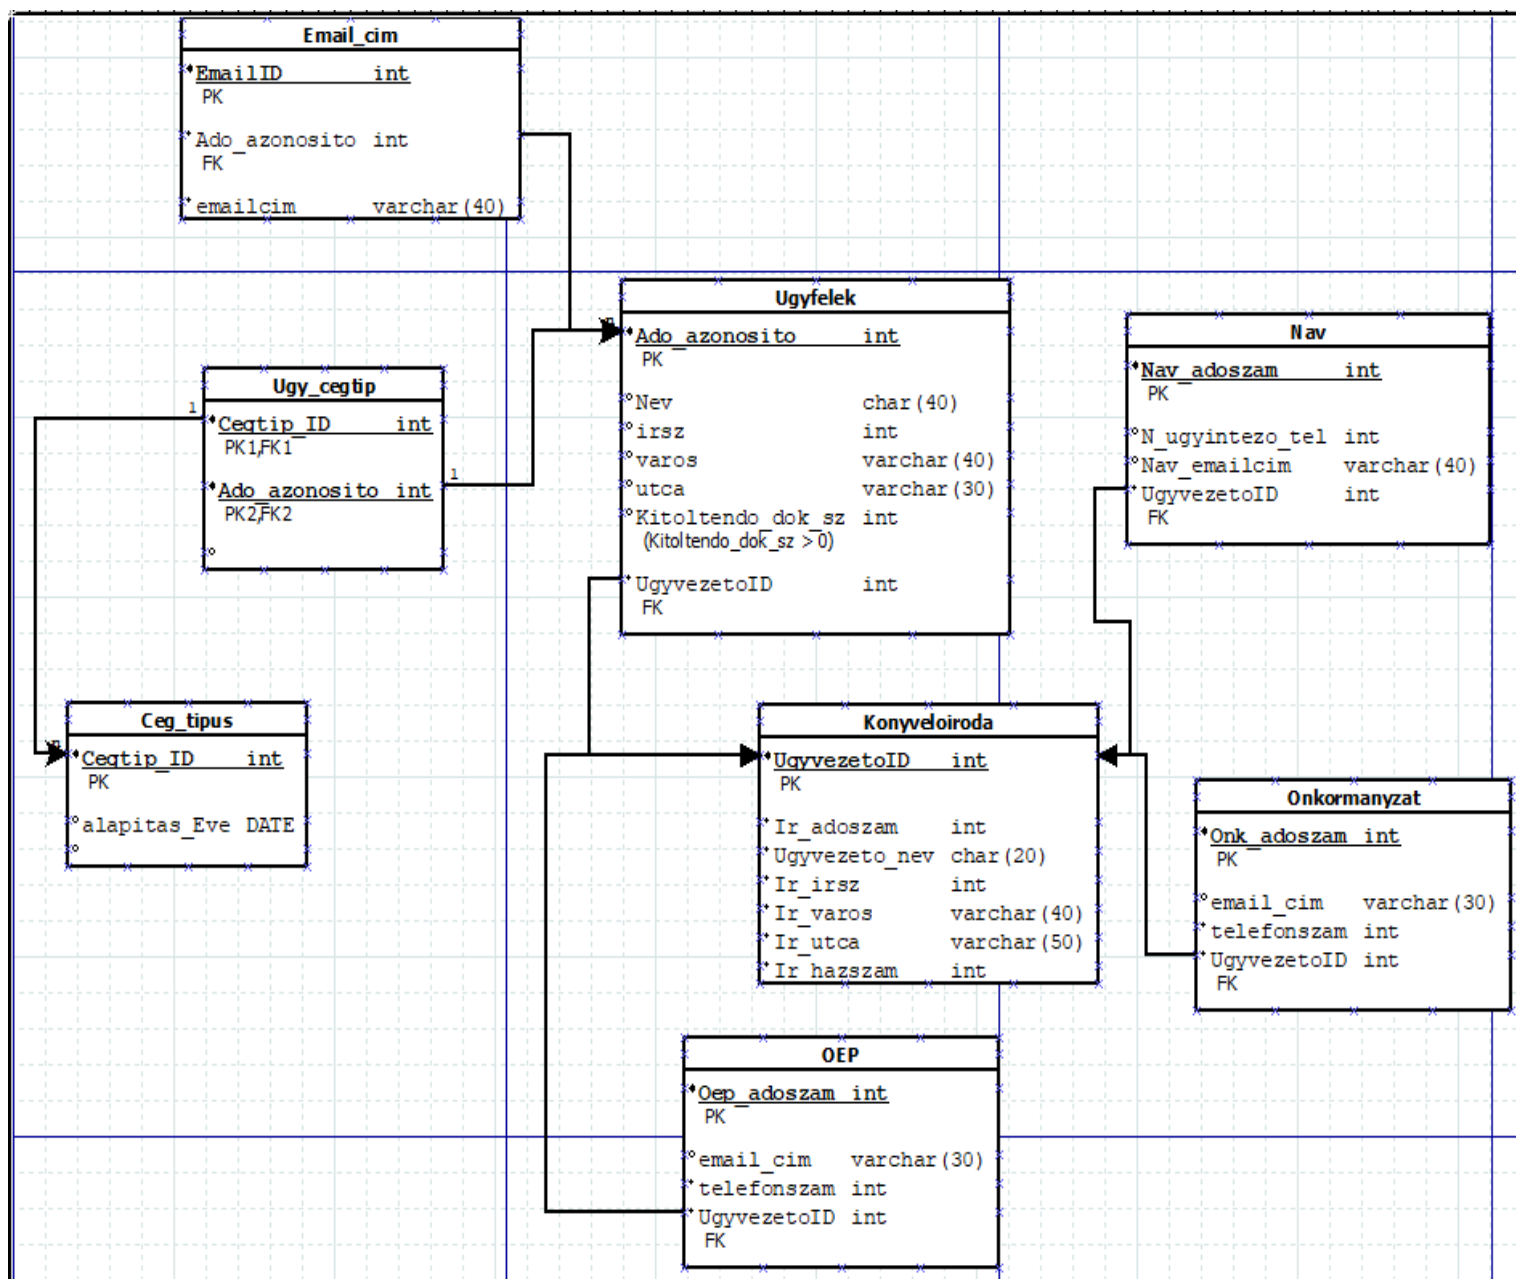 Email_cim
EmailID int
PK
Ado_azonosito int
FK
emailcim varchar(40)
Ugyfelek
n
Ado_azonosito int
PK
Nev char(40)
irsz int
varos varchar(40)
utca varchar(30)
Kitoltendo_dok_sz int
(Kitoltendo_dok_sz > 0)
UgyvezetoID int
FK
Nav
Nav_adoszam int
PK
N_ugyintezo_tel int
Nav_emailcim varchar(40)
UgyvezetoID int
FK
Ugy_cegtip
1
Cegtip_ID int
PK1,FK1
1
Ado_azonosito int
PK2,FK2
Ceg_tipus
n
Cegtip_ID int
PK
alapitas_Eve DATE
Konyveloiroda
UgyvezetoID int
PK
Ir_adoszam int
Ugyvezeto_nev char(20)
Ir_irsz int
Ir_varos varchar(40)
Ir_utca varchar(50)
Ir_hazszam int
Onkormanyzat
Onk_adoszam int
PK
email_cim varchar(30)
telefonszam int
UgyvezetoID int
FK
OEP
Oep_adoszam int
PK
email_cim varchar(30)
telefonszam int
UgyvezetoID int
FK